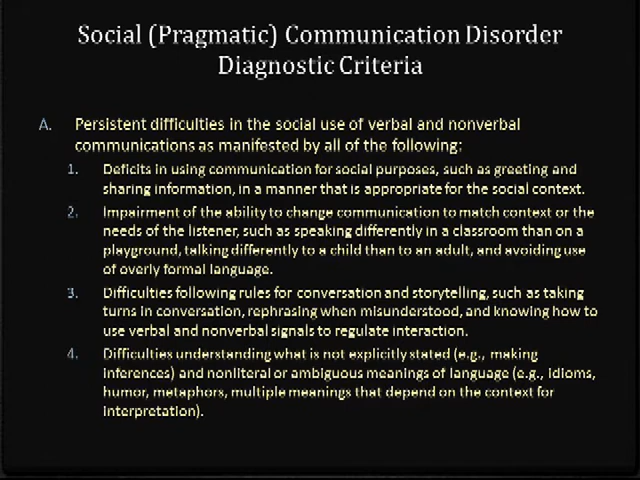 Social (Pragmatic) Communication Disorder
Diagnostic Criteria
A. Persistent difficulties in the social use of verbal and nonverbal
communications as manifested by all of the following:
1. Deficits in using communication for social purposes, such as greeting and
sharing information, in a manner that is appropriate for the social context.
2. Impairment of the ability to change communication to match context or the
needs of the listener, such as speaking differently in a classroom than on a
playground, talking differently to a child than to an adult, and avoiding use
of overly formal language.
3. Difficulties following rules for conversation and storytelling, such as taking
turns in conversation, rephrasing when misunderstood, and knowing how to
use verbal and nonverbal signals to regulate interaction.
4. Difficulties understanding what is not explicitly stated (e.g., making
inferences) and nonliteral or ambiguous meanings of language (e.g., idioms,
humor, metaphors, multiple meanings that depend on the context for
interpretation).